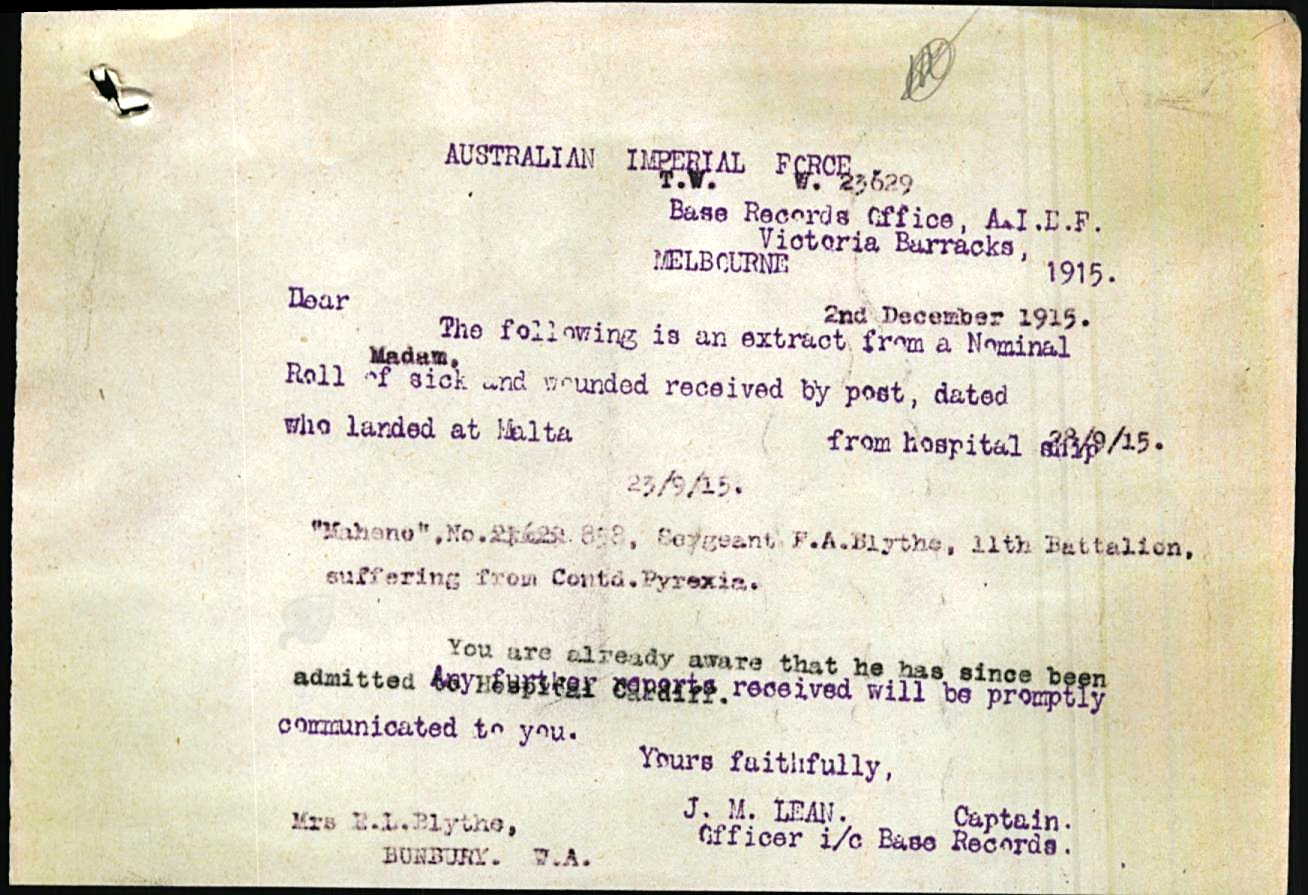 AUSTRALIAN IMPERIAL FORCE.
T.W. W. 23629
Base Records Office, A.I.E.F.
Victoria Barracks,
MELBOURNE 1915.
Dear
2nd December 1915.
The following is an extract from a Nominal
Madam,
Roll of sick and wounded received by post, dated
who landed at Malta from hospital ship 28/9/15.
23/9/15.
"Maheno", No. 898, Sergeant F.A.Blythe, 11th Battalion,
suffering from Contd.Pyrexia.
You are already aware that he has since been
admitted to Hospital Cardiff.
Any further reports received will be promptly
communicated to you.
Yours faithfully,
J. M. LEAN. Captain.
Officer i/c Base Records.
Mrs E.L.Blythe,
BUNBURY. W.A.